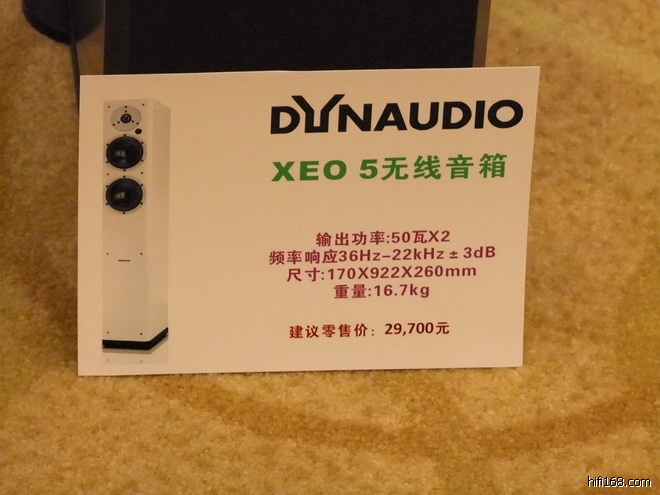 DYNAUDIO
XEO 5无线音箱
输出功率:50瓦X2
频率响应36Hz-22kHz±3dB
尺寸:170X922X260mm
重量:16.7kg
建议零售价: 29,700元
hifi168.com